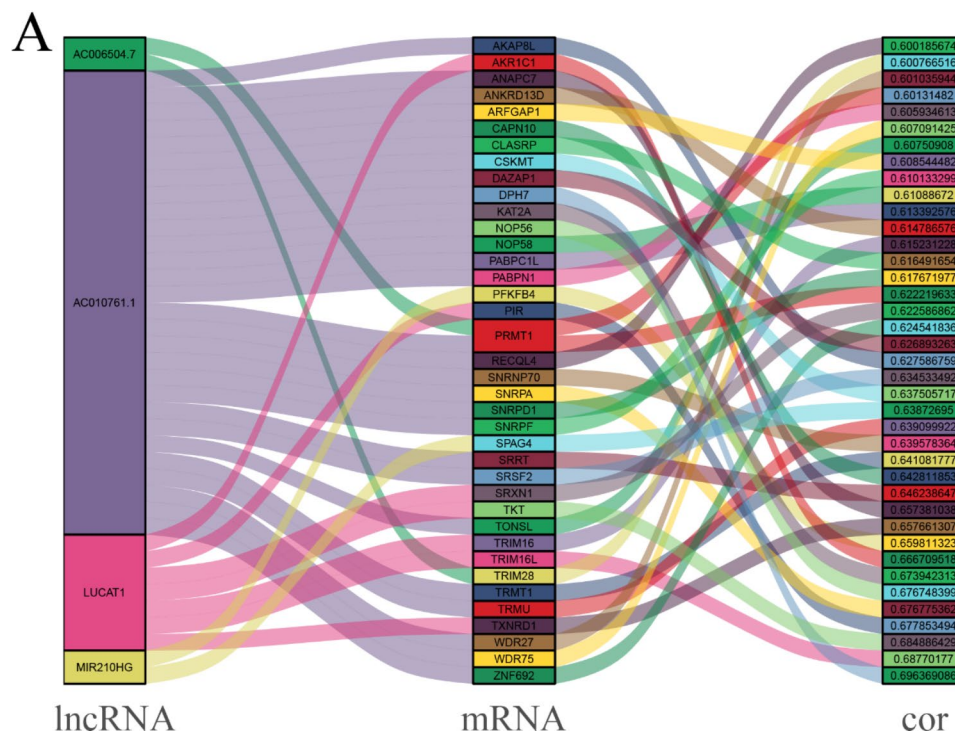 A
AC006504.7
AC010761.1
LUCAT1
MIR210HG
lncRNA
AKAP8L
AKR1C1
ANAPC7
ANKRD13D
ARFGAP1
CAPN10
CLASRP
CSKMT
DAZAP1
DPH7
KAT2A
NOP56
NOP58
PABPC1L
PABPN1
PFKFB4
PIR
PRMT1
RECQL4
SNRNP70
SNRPA
SNRPD1
SNRPF
SPAG4
SRRT
SRSF2
SRXN1
TKT
TONSL
TRIM16
TRIM16L
TRIM28
TRMT1
TRMU
TXNRD1
WDR27
WDR75
ZNF692
mRNA
0.600185674
0.600766516
0.601035944
0.60131482
0.605934613
0.607091425
0.60750908
0.608544482
0.610133299
0.61088672
0.613392576
0.614786576
0.615231228
0.616491654
0.617671977
0.622219633
0.622586862
0.624541836
0.626893263
0.627586759
0.634533492
0.637505717
0.63872695
0.639099922
0.639578364
0.641081777
0.642811853
0.646238647
0.657381038
0.657661307
0.659811323
0.666709518
0.673942313
0.676748399
0.676775362
0.677853494
0.684886429
0.68770177
0.696369086
cor